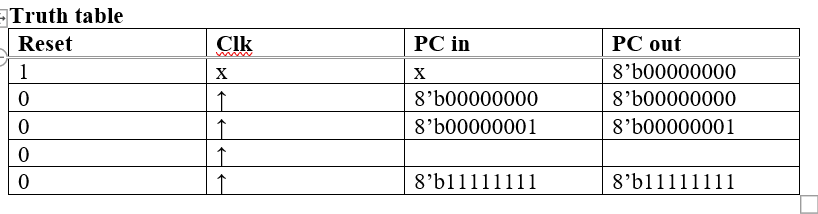 Truth table
Reset Clk PC in PC out
1 x x 8’b00000000
0 ↑ 8’b00000000 8’b00000000
0 ↑ 8’b00000001 8’b00000001
0 ↑
0 ↑ 8’b11111111 8’b11111111